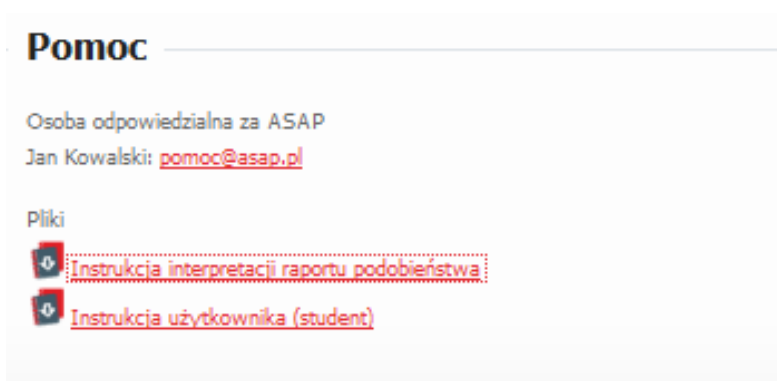 Pomoc
Osoba odpowiedzialna za ASAP
Jan Kowalski: pomoc@asap.pl
Pliki
Instrukcja interpretacji raportu podobieństwa
Instrukcja użytkownika (student)